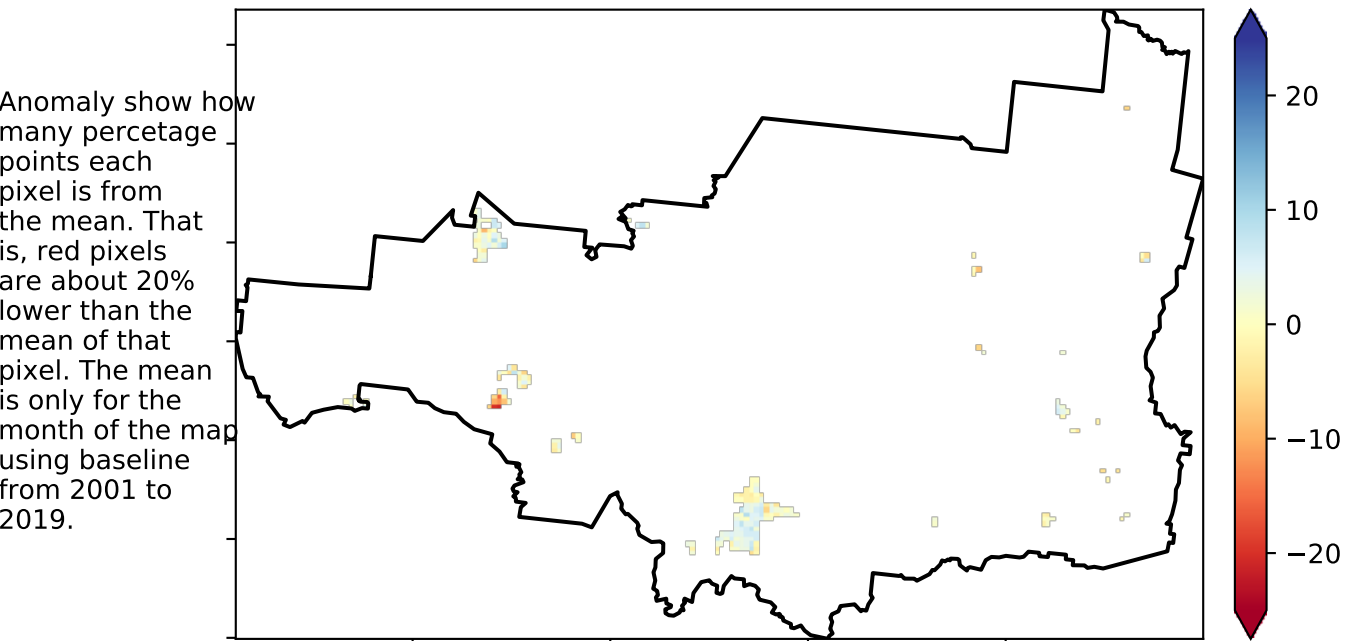 Anomaly show how
many percetage
points each
pixel is from
the mean. That
is, red pixels
are about 20%
lower than the
mean of that
pixel. The mean
is only for the
month of the map
using baseline
from 2001 to
2019.
20
10
0
−10
−20